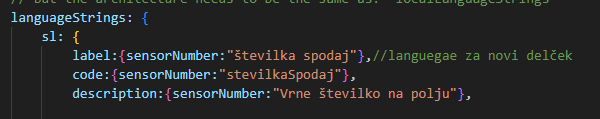 // but the architecture needs to be the same as: "localLanguageStrings"
languageStrings: {
sl: {
label:{sensorNumber:"številka spodaj"},//languegae za novi delček
code:{sensorNumber:"stevilkaSpodaj"},
description:{sensorNumber:"Vrne številko na polju"},